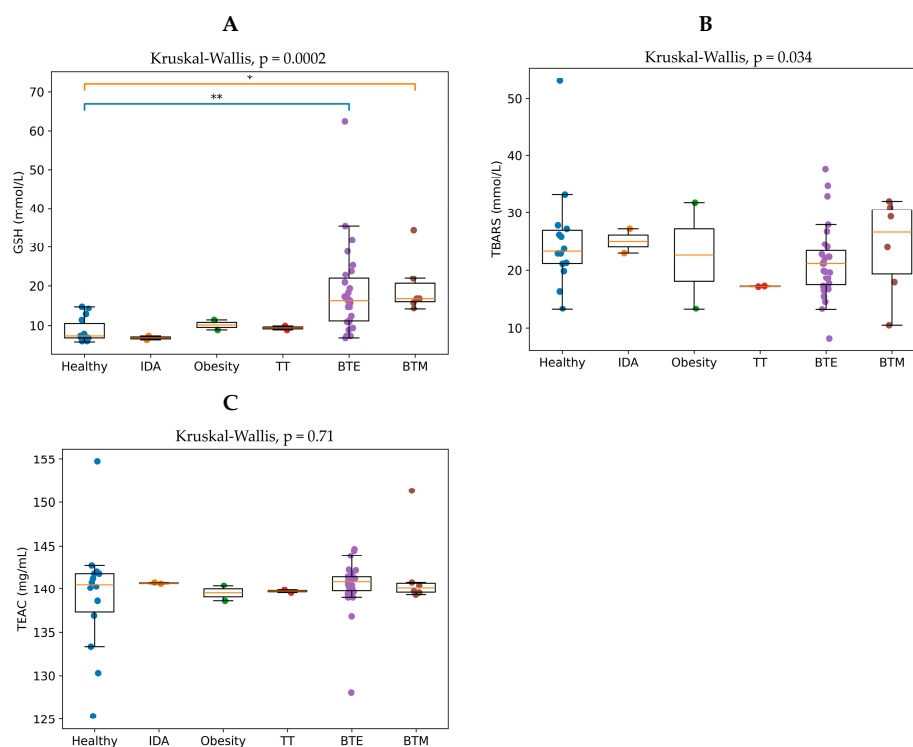 A
Kruskal-Wallis, p = 0.0002
70
60
50
40
30
20
10
GSH (mmol/L)
*
**
Healthy IDA Obesity TT BTE BTM
B
Kruskal-Wallis, p = 0.034
50
40
30
20
10
TBARS (mmol/L)
Healthy IDA Obesity TT BTE BTM
C
Kruskal-Wallis, p = 0.71
155
150
145
140
135
130
125
TEAC (mg/mL)
Healthy IDA Obesity TT BTE BTM